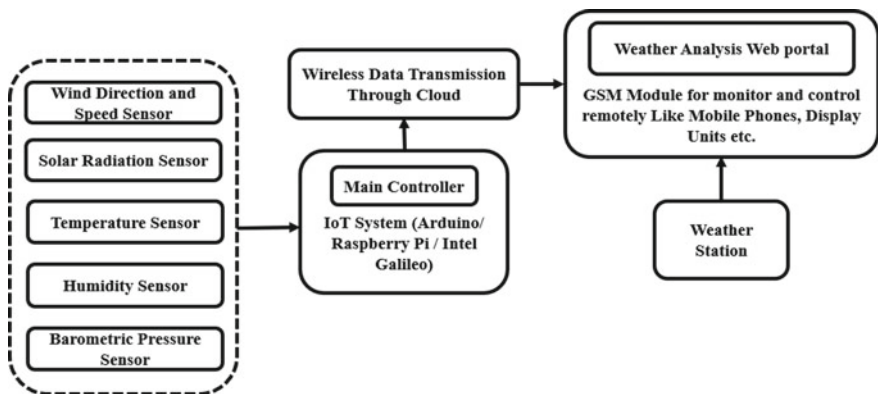 Wind Direction and
Speed Sensor
Solar Radiation Sensor
Temperature Sensor
Humidity Sensor
Barometric Pressure
Sensor
Wireless Data Transmission
Through Cloud
Main Controller
IoT System (Arduino/
Raspberry Pi / Intel
Galileo)
Weather Analysis Web portal
GSM Module for monitor and control
remotely Like Mobile Phones, Display
Units etc.
Weather
Station